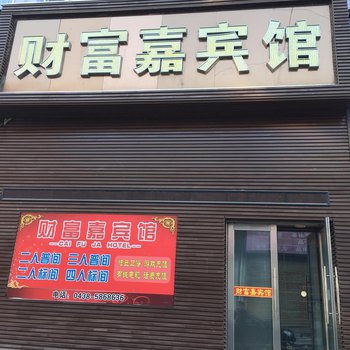 财富嘉宾馆
财富嘉宾馆
CAI FU JA HOTEL
二人普间 三人普间
二人标间 四人标间
电话:0438-5868636
财富嘉宾馆